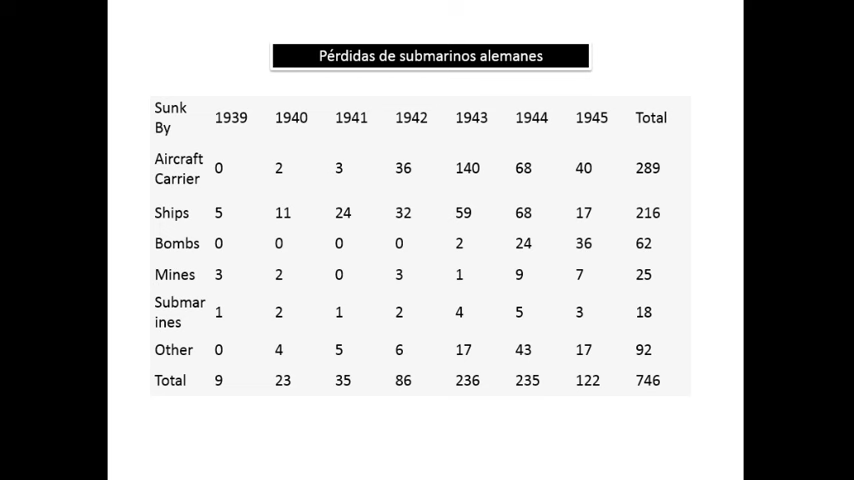 Pérdidas de submarinos alemanes
Sunk By 1939 1940 1941 1942 1943 1944 1945 Total
Aircraft Carrier 0 2 3 36 140 68 40 289
Ships 5 11 24 32 59 68 17 216
Bombs 0 0 0 0 2 24 36 62
Mines 3 2 0 3 1 9 7 25
Submarines 1 2 1 2 4 5 3 18
Other 0 4 5 6 17 43 17 92
Total 9 23 35 86 236 235 122 746